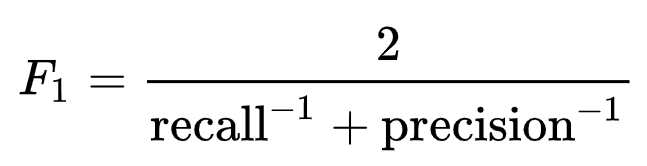 F₁ = 2 / (recall⁻¹ + precision⁻¹)